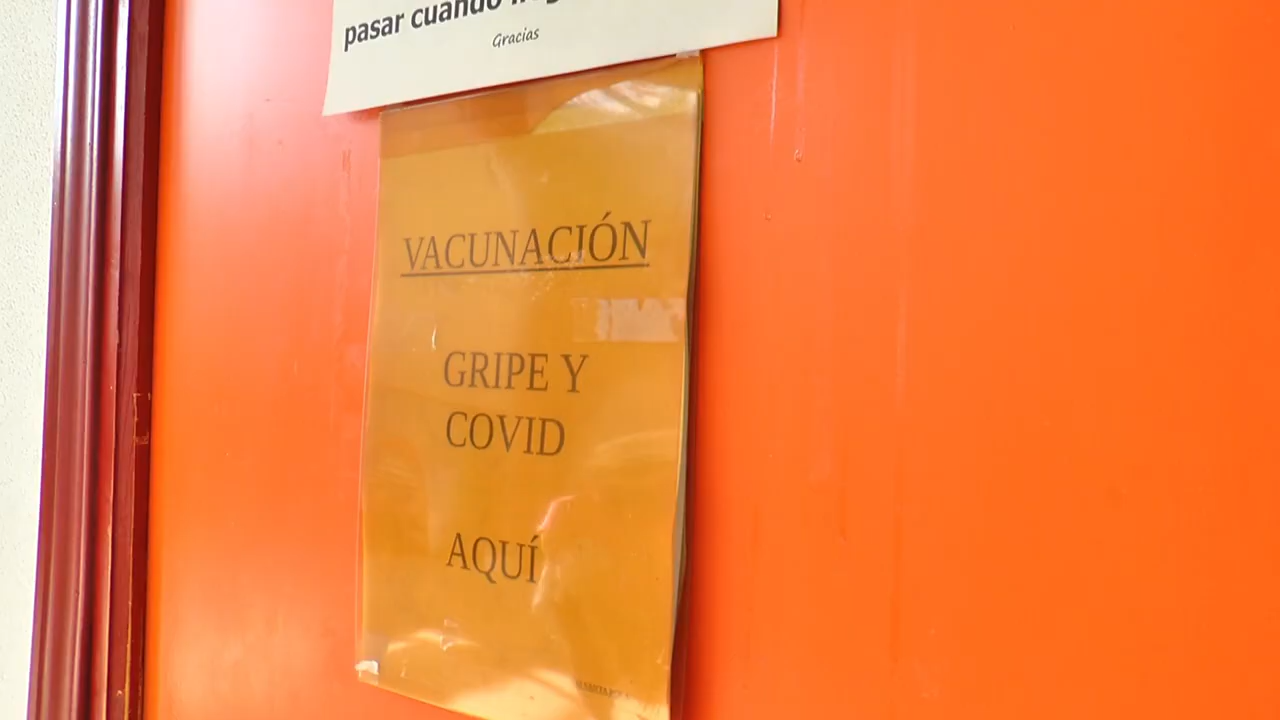 pasar cuando
Gracias
VACUNACIÓN
GRIPE Y
COVID
AQUÍ